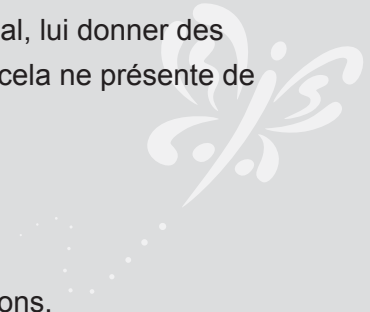 al, lui donner des
cela ne présente de
ons.